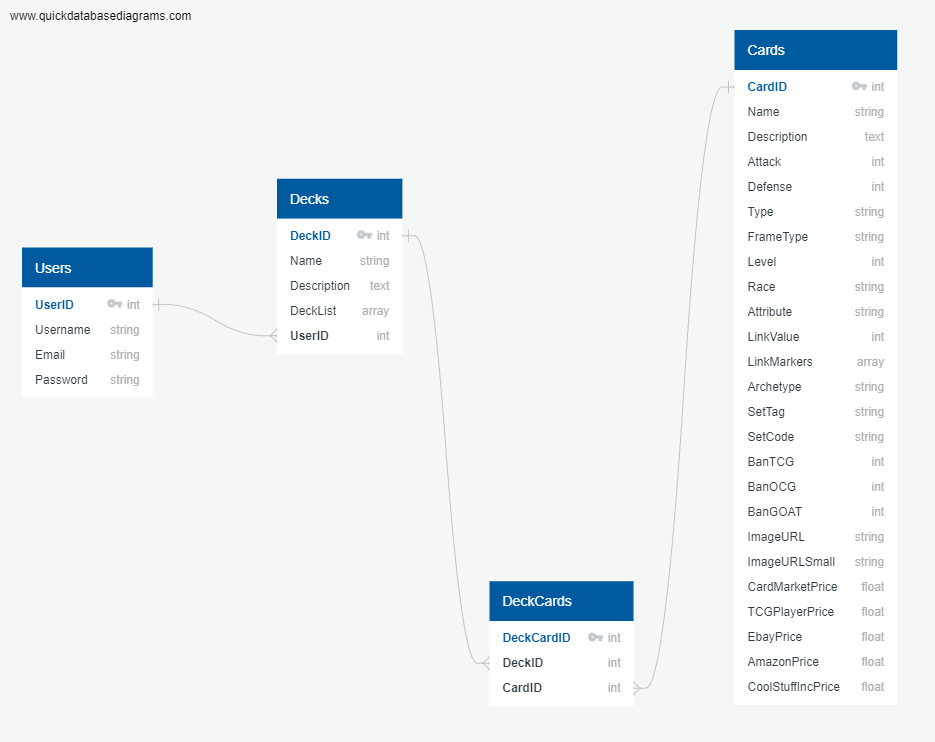 www.quickdatabasediagrams.com
Users
UserID int
Username string
Email string
Password string
Decks
DeckID int
Name string
Description text
DeckList array
UserID int
DeckCards
DeckCardID int
DeckID int
CardID int
Cards
CardID int
Name string
Description text
Attack int
Defense int
Type string
FrameType string
Level int
Race string
Attribute string
LinkValue int
LinkMarkers array
Archetype string
SetTag string
SetCode string
BanTCG int
BanOCG int
BanGOAT int
ImageURL string
ImageURLSmall string
CardMarketPrice float
TCGPlayerPrice float
EbayPrice float
AmazonPrice float
CoolStuffIncPrice float